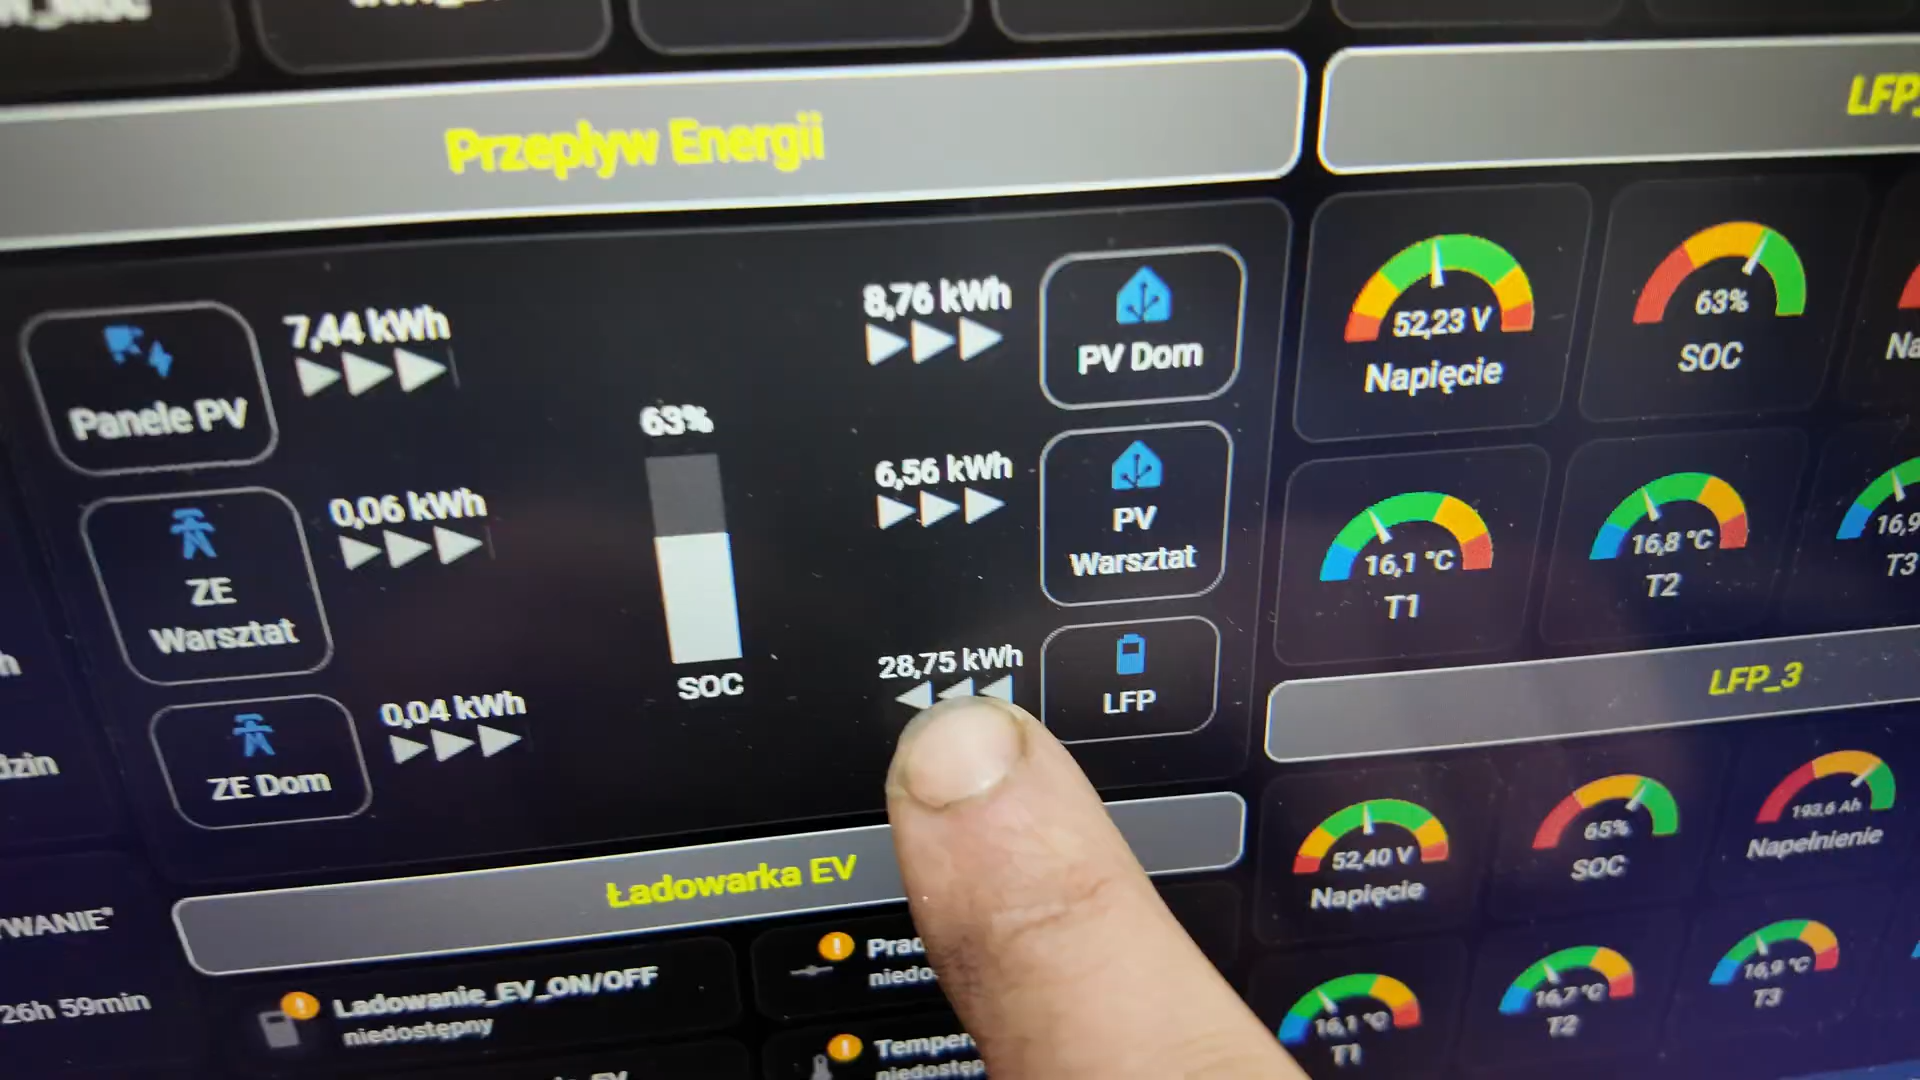 Przepływ Energii
LFP_
Panele PV
7,44 kWh
8,76 kWh
PV Dom
52,23 V
Napięcie
63%
SOC
63%
SOC
ZE
Warsztat
0,06 kWh
6,56 kWh
PV
Warsztat
16,1 °C
T1
16,8 °C
T2
16,9
T3
ZE Dom
0,04 kWh
28,75 kWh
LFP
LFP_3
52,40 V
Napięcie
65%
SOC
193,6 Ah
Napełnienie
Ładowarka EV
Ladowanie_EV_ON/OFF
niedostępny
16,1 °C
T1
16,7 °C
T2
16,9 °C
T3
26h 59min